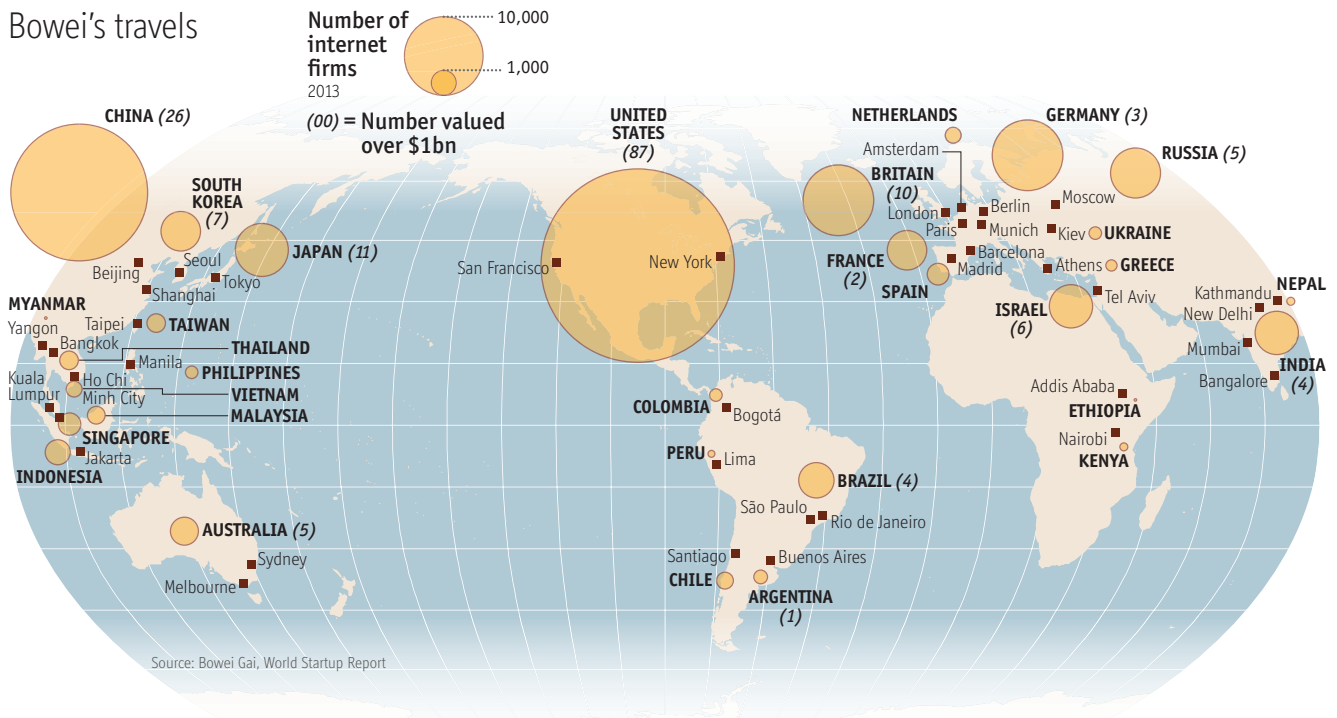 Bowei's travels
Number of
internet
firms
2013
10,000
1,000
(00) = Number valued
over $1bn
CHINA (26)
SOUTH
KOREA
(7)
JAPAN (11)
Beijing
Seoul
Tokyo
Shanghai
MYANMAR
Yangon
Taipei
TAIWAN
Bangkok
THAILAND
Manila
PHILIPPINES
Kuala
Lumpur
Ho Chi
Minh City
VIETNAM
MALAYSIA
SINGAPORE
Jakarta
INDONESIA
AUSTRALIA (5)
Sydney
Melbourne
UNITED
STATES
(87)
San Francisco
New York
COLOMBIA
Bogotá
PERU
Lima
BRAZIL (4)
São Paulo
Rio de Janeiro
Santiago
Buenos Aires
CHILE
ARGENTINA
(1)
NETHERLANDS
Amsterdam
GERMANY (3)
RUSSIA (5)
BRITAIN
(10)
London
Berlin
Moscow
Paris
Munich
Kiev
UKRAINE
FRANCE
(2)
Barcelona
Madrid
SPAIN
Athens
GREECE
ISRAEL
(6)
Tel Aviv
NEPAL
Kathmandu
New Delhi
Mumbai
INDIA
(4)
Bangalore
Addis Ababa
ETHIOPIA
Nairobi
KENYA
Source: Bowei Gai, World Startup Report